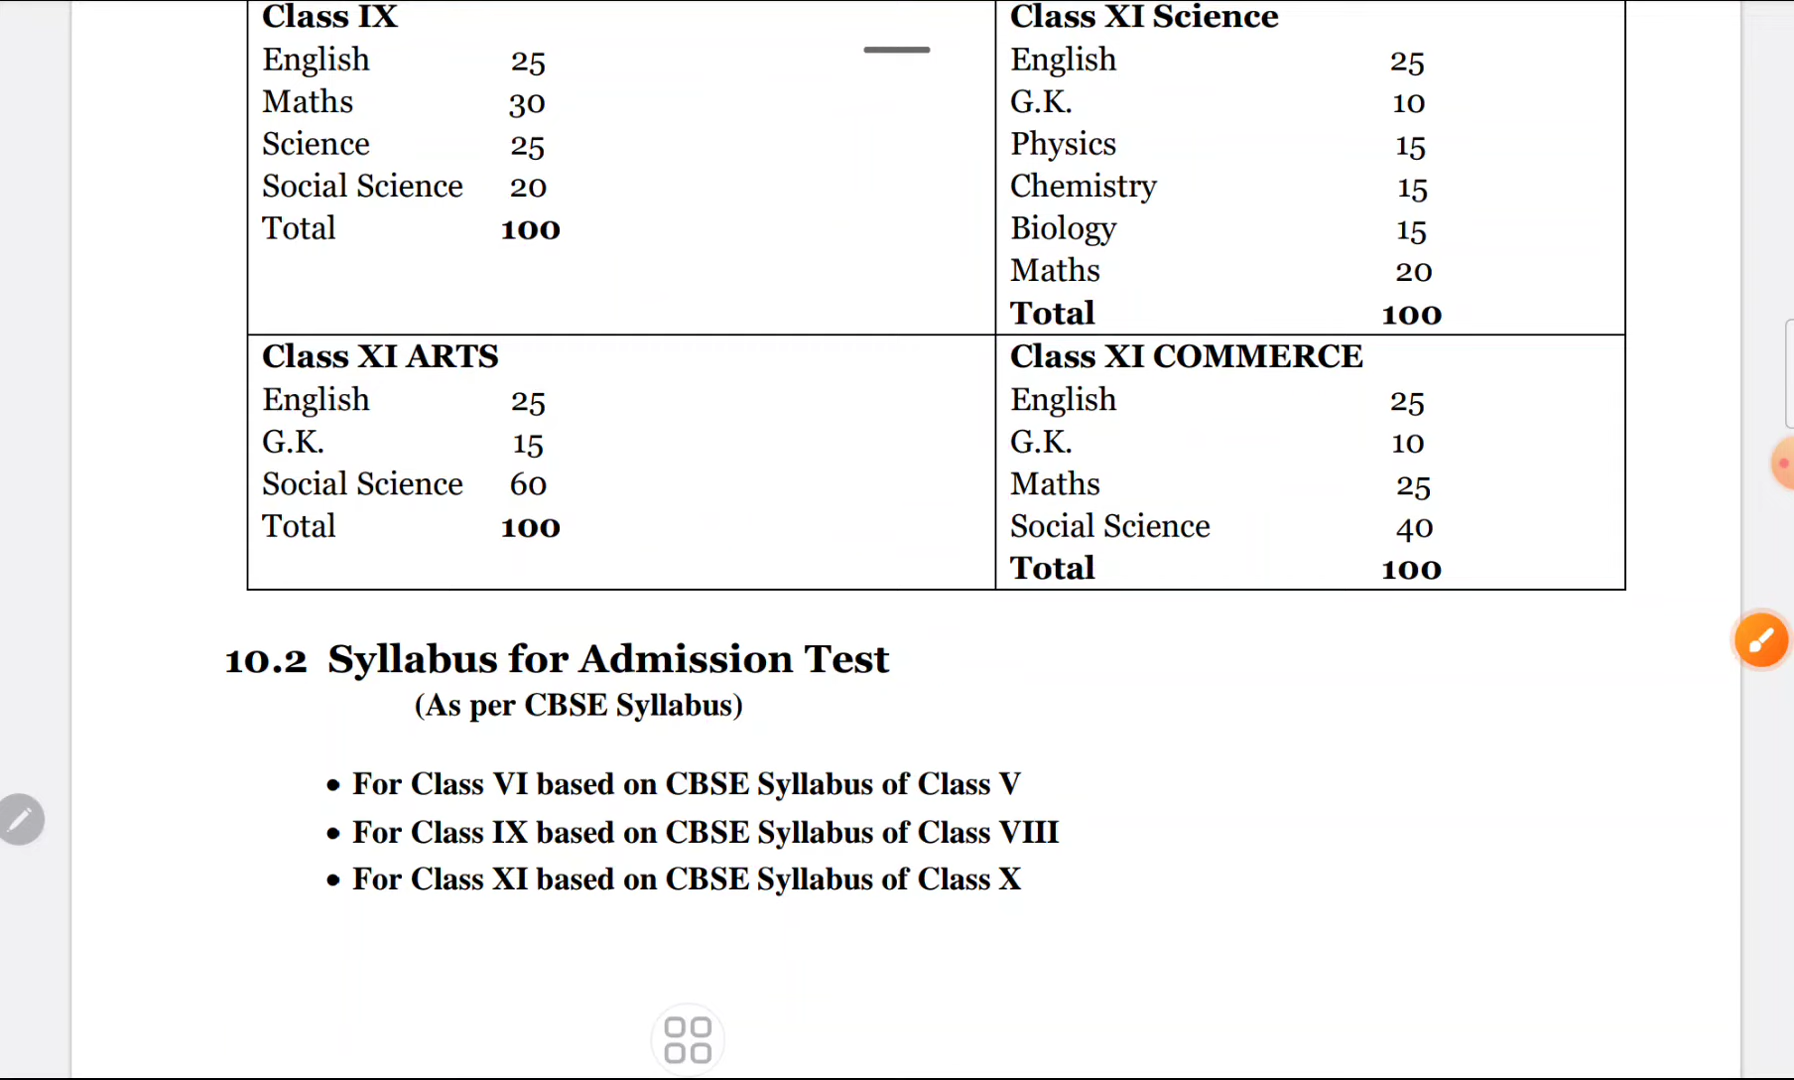 Class IX
English 25
Maths 30
Science 25
Social Science 20
Total 100
Class XI Science
English 25
G.K. 10
Physics 15
Chemistry 15
Biology 15
Maths 20
Total 100
Class XI ARTS
English 25
G.K. 15
Social Science 60
Total 100
Class XI COMMERCE
English 25
G.K. 10
Maths 25
Social Science 40
Total 100
10.2 Syllabus for Admission Test
(As per CBSE Syllabus)
• For Class VI based on CBSE Syllabus of Class V
• For Class IX based on CBSE Syllabus of Class VIII
• For Class XI based on CBSE Syllabus of Class X